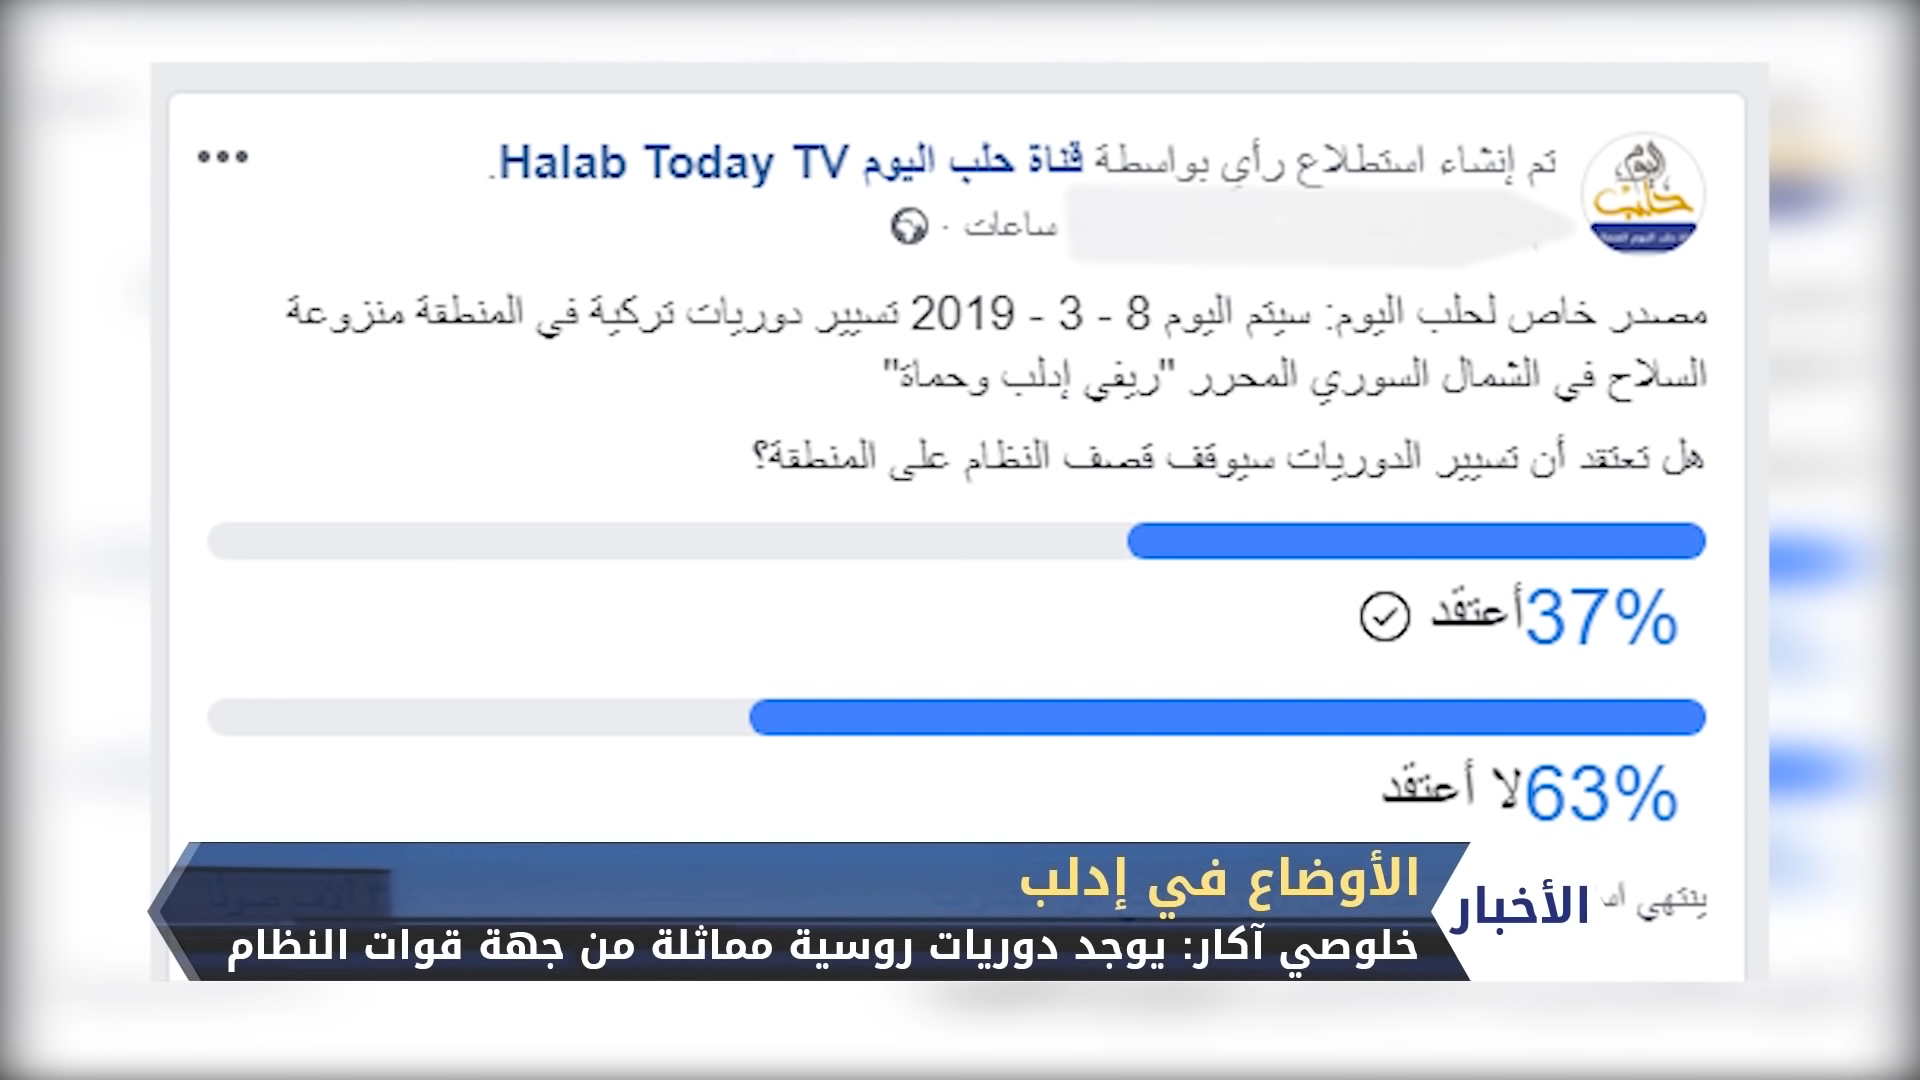 تم إنشاء استطلاع رأي بواسطة قناة حلب اليوم Halab Today TV.
ساعات ·
مصدر خاص لحلب اليوم: سيتم اليوم 8 - 3 - 2019 تسيير دوريات تركية في المنطقة منزوعة
السلاح في الشمال السوري المحرر "ريفي إدلب وحماة"
هل تعتقد أن تسيير الدوريات سيوقف قصف النظام على المنطقة؟
37% أعتقد
63% لا أعتقد
ينتهي
الأخبار
الأوضاع في إدلب
خلوصي آكار: يوجد دوريات روسية مماثلة من جهة قوات النظام